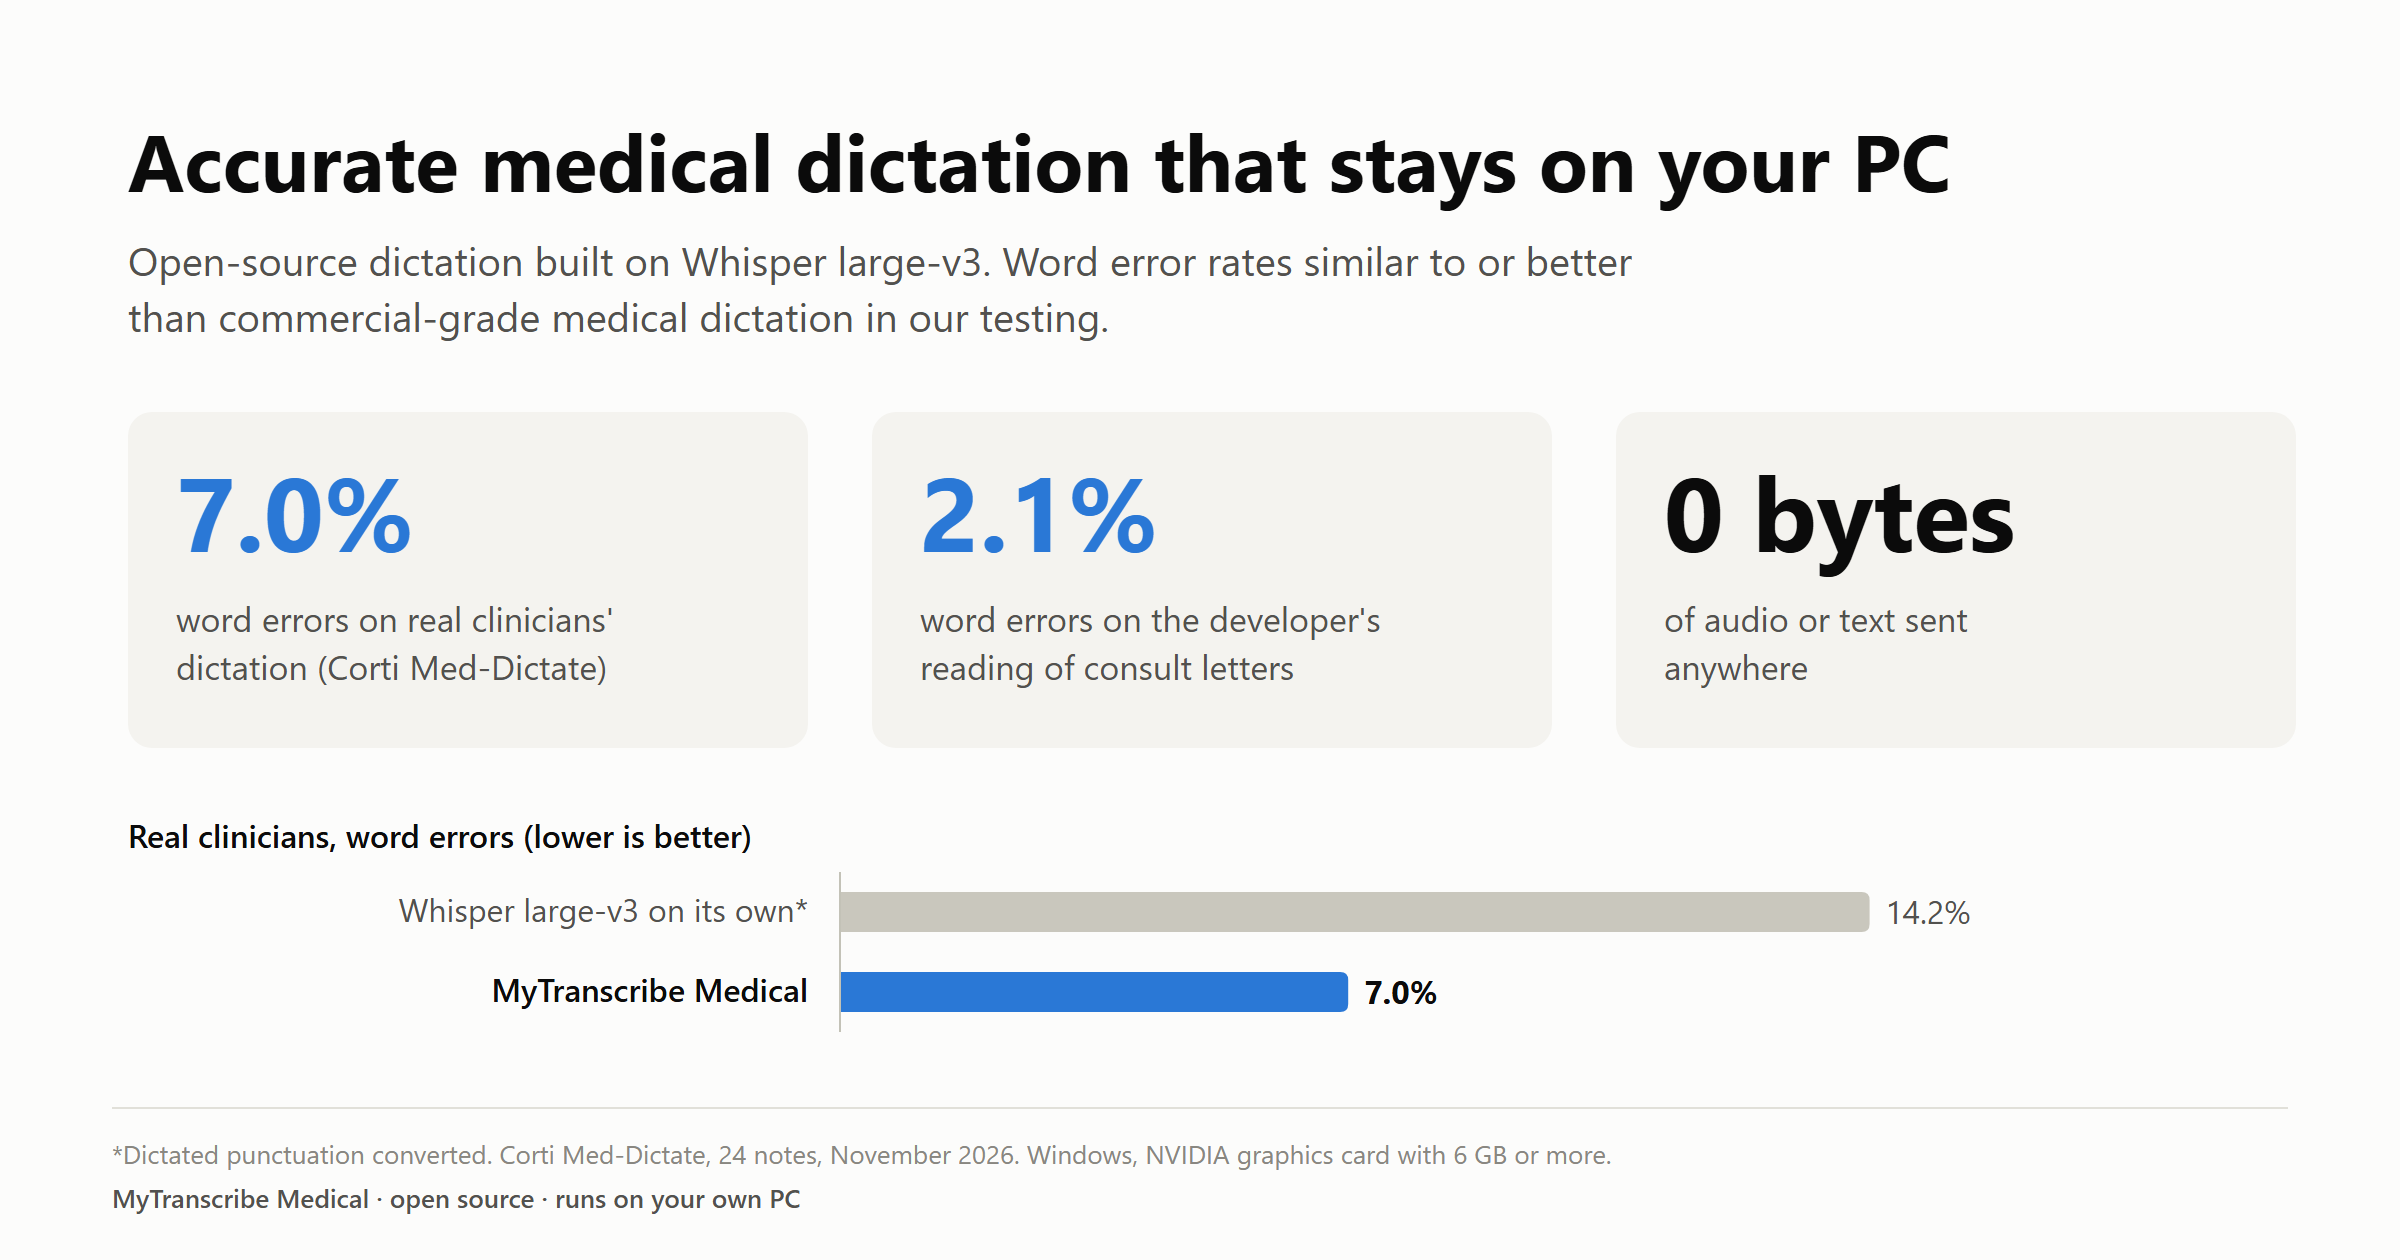 Accurate medical dictation that stays on your PC
Open-source dictation built on Whisper large-v3. Word error rates similar to or better
than commercial-grade medical dictation in our testing.
7.0%
word errors on real clinicians'
dictation (Corti Med-Dictate)
2.1%
word errors on the developer's
reading of consult letters
0 bytes
of audio or text sent
anywhere
Real clinicians, word errors (lower is better)
Whisper large-v3 on its own* 14.2%
MyTranscribe Medical 7.0%
*Dictated punctuation converted. Corti Med-Dictate, 24 notes, November 2026. Windows, NVIDIA graphics card with 6 GB or more.
MyTranscribe Medical · open source · runs on your own PC